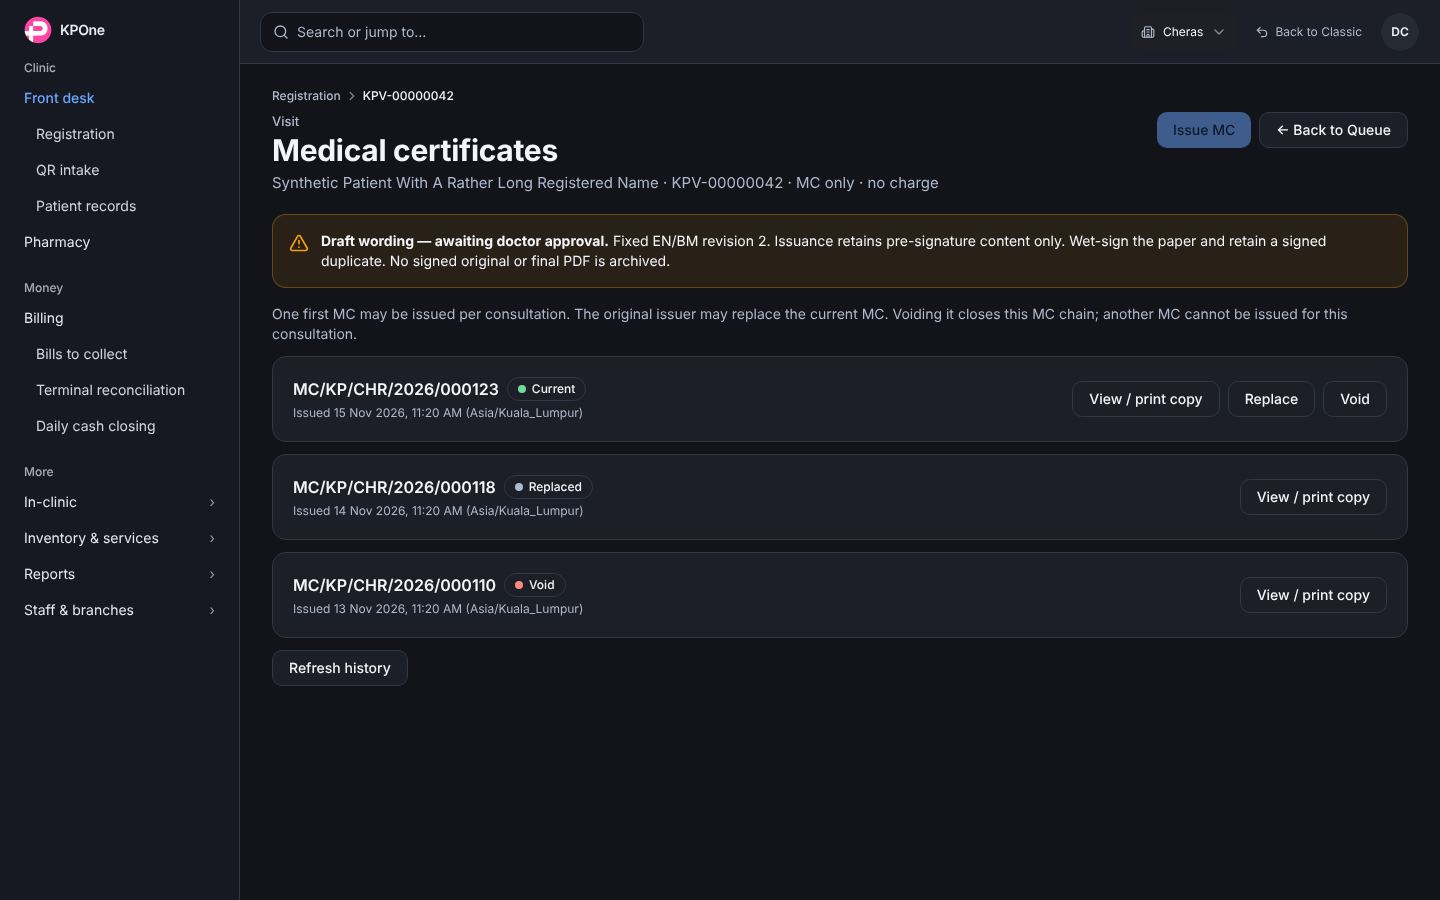 KPOne
Clinic
Front desk
Registration
QR intake
Patient records
Pharmacy
Money
Billing
Bills to collect
Terminal reconciliation
Daily cash closing
More
In-clinic
Inventory & services
Reports
Staff & branches
Search or jump to...
Cheras
Back to Classic
DC
Registration > KPV-00000042
Visit
Medical certificates
Synthetic Patient With A Rather Long Registered Name · KPV-00000042 · MC only · no charge
Issue MC
← Back to Queue
Draft wording — awaiting doctor approval. Fixed EN/BM revision 2. Issuance retains pre-signature content only. Wet-sign the paper and retain a signed
duplicate. No signed original or final PDF is archived.
One first MC may be issued per consultation. The original issuer may replace the current MC. Voiding it closes this MC chain; another MC cannot be issued for this
consultation.
MC/KP/CHR/2026/000123 Current
Issued 15 Nov 2026, 11:20 AM (Asia/Kuala_Lumpur)
View / print copy
Replace
Void
MC/KP/CHR/2026/000118 Replaced
Issued 14 Nov 2026, 11:20 AM (Asia/Kuala_Lumpur)
View / print copy
MC/KP/CHR/2026/000110 Void
Issued 13 Nov 2026, 11:20 AM (Asia/Kuala_Lumpur)
View / print copy
Refresh history